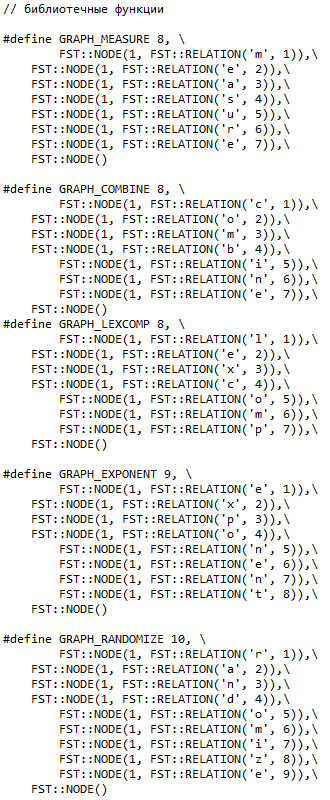 // библиотечные функции
#define GRAPH_MEASURE 8, \
FST::NODE(1, FST::RELATION('m', 1)),\
FST::NODE(1, FST::RELATION('e', 2)),\
FST::NODE(1, FST::RELATION('a', 3)),\
FST::NODE(1, FST::RELATION('s', 4)),\
FST::NODE(1, FST::RELATION('u', 5)),\
FST::NODE(1, FST::RELATION('r', 6)),\
FST::NODE(1, FST::RELATION('e', 7)),\
FST::NODE()
#define GRAPH_COMBINE 8, \
FST::NODE(1, FST::RELATION('c', 1)),\
FST::NODE(1, FST::RELATION('o', 2)),\
FST::NODE(1, FST::RELATION('m', 3)),\
FST::NODE(1, FST::RELATION('b', 4)),\
FST::NODE(1, FST::RELATION('i', 5)),\
FST::NODE(1, FST::RELATION('n', 6)),\
FST::NODE(1, FST::RELATION('e', 7)),\
FST::NODE()
#define GRAPH_LEXCOMP 8, \
FST::NODE(1, FST::RELATION('l', 1)),\
FST::NODE(1, FST::RELATION('e', 2)),\
FST::NODE(1, FST::RELATION('x', 3)),\
FST::NODE(1, FST::RELATION('c', 4)),\
FST::NODE(1, FST::RELATION('o', 5)),\
FST::NODE(1, FST::RELATION('m', 6)),\
FST::NODE(1, FST::RELATION('p', 7)),\
FST::NODE()
#define GRAPH_EXPONENT 9, \
FST::NODE(1, FST::RELATION('e', 1)),\
FST::NODE(1, FST::RELATION('x', 2)),\
FST::NODE(1, FST::RELATION('p', 3)),\
FST::NODE(1, FST::RELATION('o', 4)),\
FST::NODE(1, FST::RELATION('n', 5)),\
FST::NODE(1, FST::RELATION('e', 6)),\
FST::NODE(1, FST::RELATION('n', 7)),\
FST::NODE(1, FST::RELATION('t', 8)),\
FST::NODE()
#define GRAPH_RANDOMIZE 10, \
FST::NODE(1, FST::RELATION('r', 1)),\
FST::NODE(1, FST::RELATION('a', 2)),\
FST::NODE(1, FST::RELATION('n', 3)),\
FST::NODE(1, FST::RELATION('d', 4)),\
FST::NODE(1, FST::RELATION('o', 5)),\
FST::NODE(1, FST::RELATION('m', 6)),\
FST::NODE(1, FST::RELATION('i', 7)),\
FST::NODE(1, FST::RELATION('z', 8)),\
FST::NODE(1, FST::RELATION('e', 9)),\
FST::NODE()